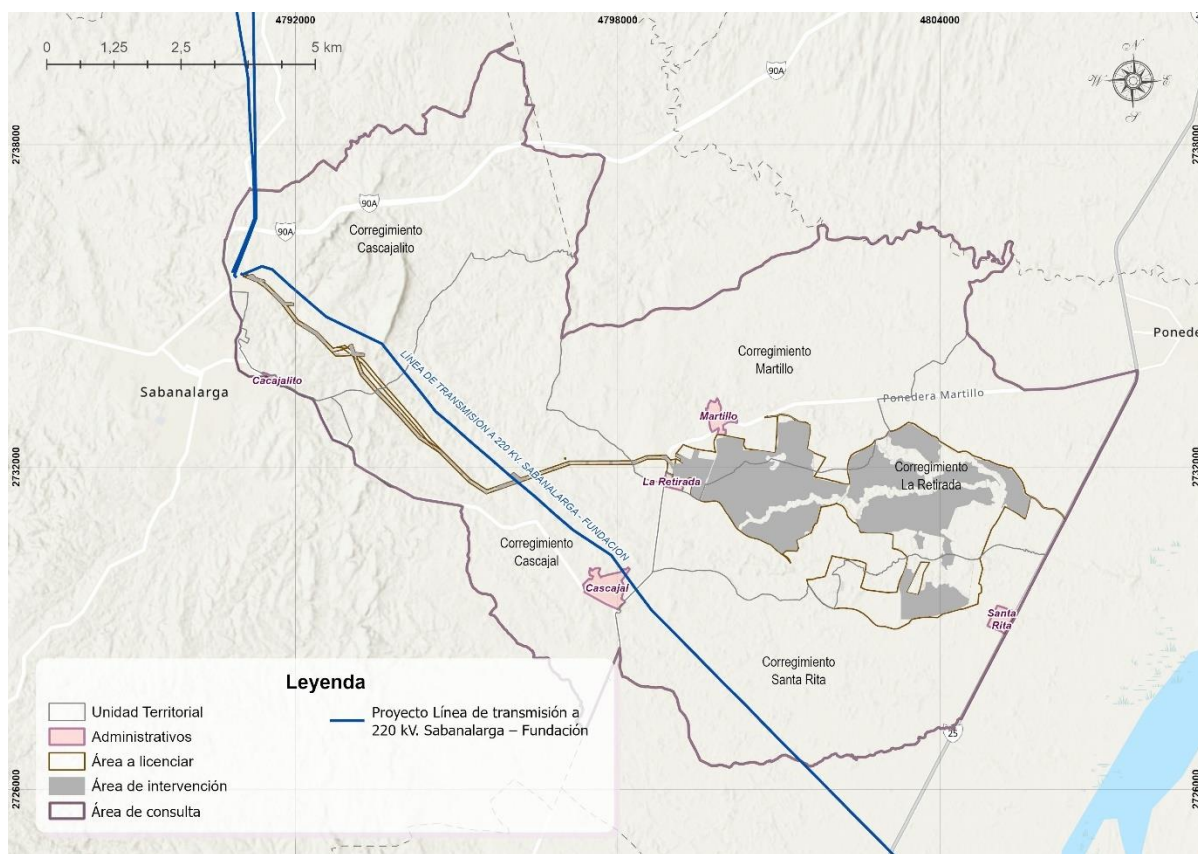 4792000
4798000
4804000
0 1,25 2,5 5 km
90A
90A
90A
2738000
2738000
Corregimiento
Cascajalito
Corregimiento
Martillo
Ponede
Sabanalarga
Cacajalito
LÍNEA DE TRANSMISION A 220 KV. SABANALARGA - FUNDACION
Ponedera Martillo
Martillo
2732000
2732000
Corregimiento
La Retirada
La Retirada
Corregimiento
Cascajal
Cascajal
Santa
Rita
Corregimiento
Santa Rita
25
2726000
2726000
Leyenda
Unidad Territorial
Administrativos
Área a licenciar
Área de intervención
Área de consulta
Proyecto Línea de transmisión a
220 kV. Sabanalarga – Fundación